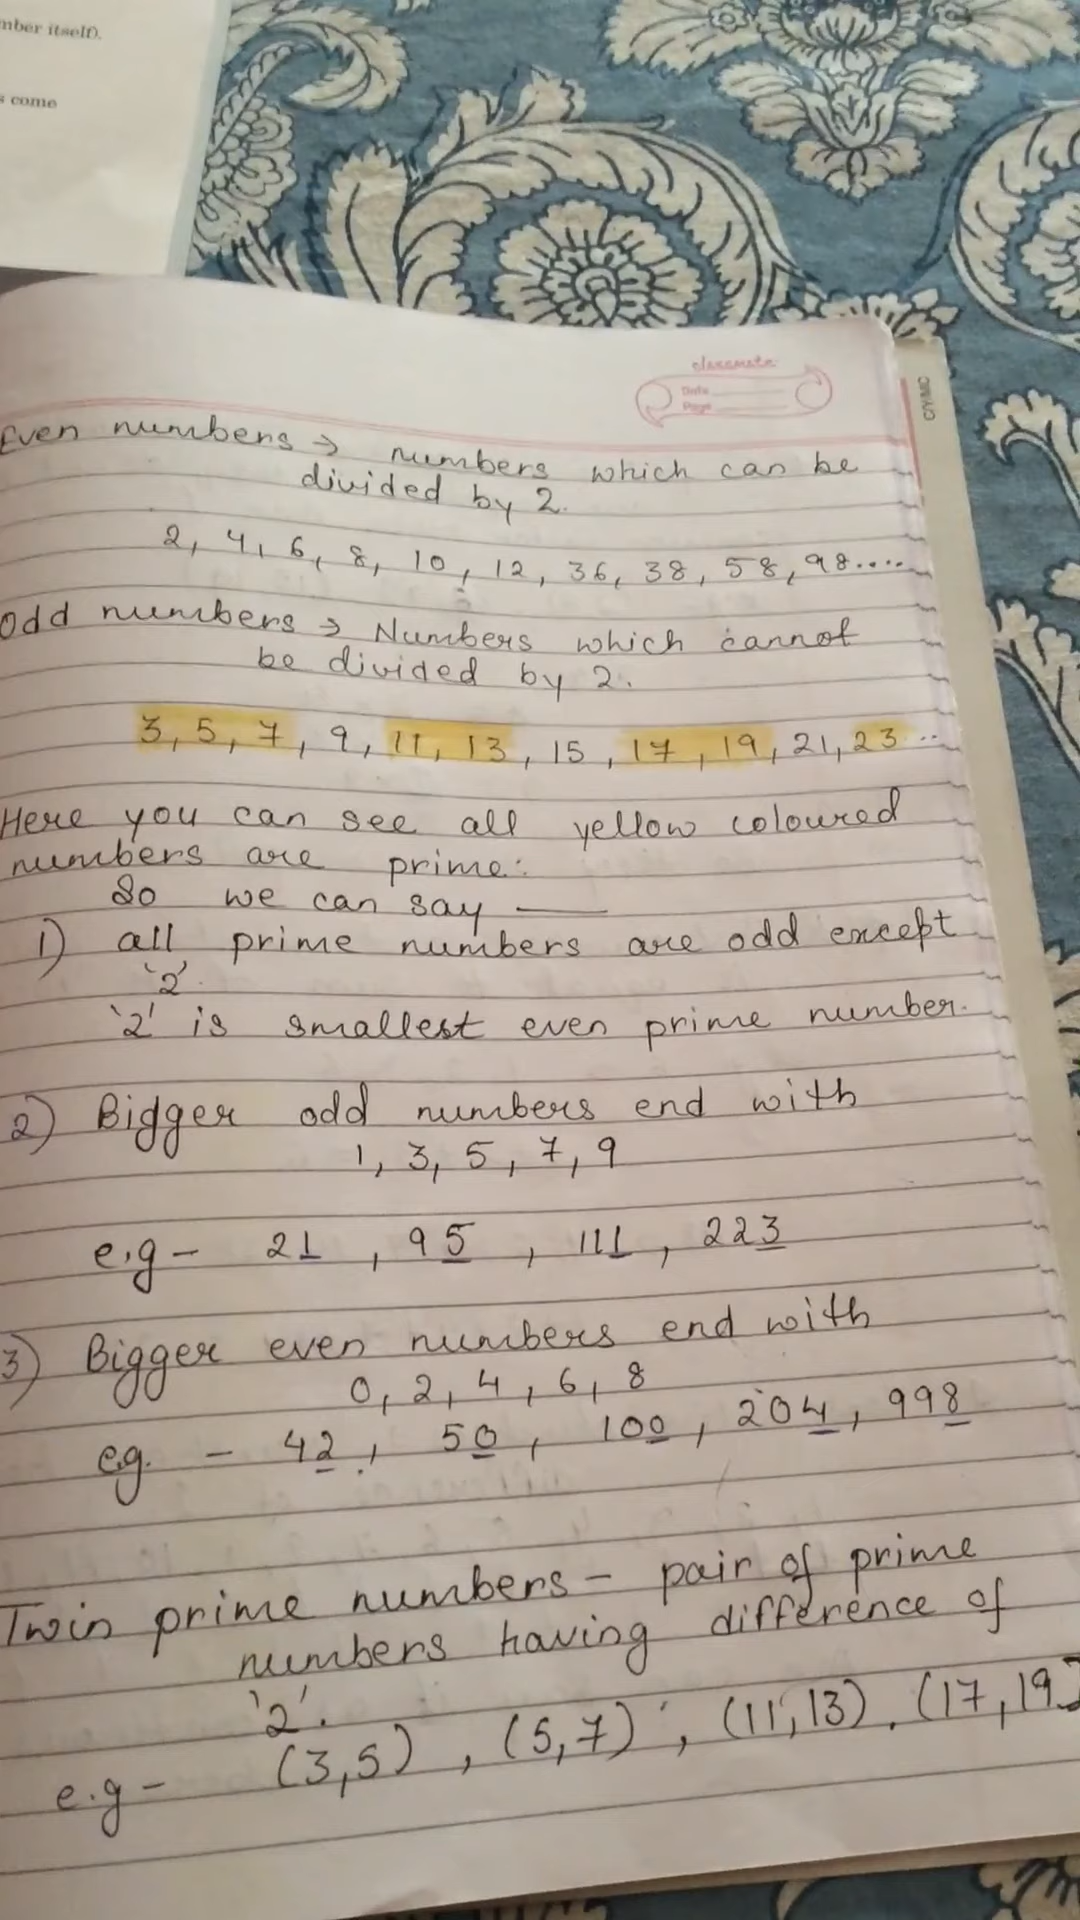 mber itself).
s come
classmate
Date
Page
Even numbers → numbers which can be
divided by 2.
2, 4, 6, 8, 10, 12, 36, 38, 58, 98....
Odd numbers → Numbers which cannot
be divided by 2.
3, 5, 7, 9, 11, 13, 15, 17, 19, 21, 23 ..
Here you can see all yellow coloured
numbers are prime:
So we can say —
1) all prime numbers are odd except
'2'.
'2' is smallest even prime number.
2) Bigger odd numbers end with
1, 3, 5, 7, 9
e.g - 21, 95, 111, 223
3) Bigger even numbers end with
0, 2, 4, 6, 8
eg. - 42, 50, 100, 204, 998
Twin prime numbers - pair of prime
numbers having difference of
'2'.
e.g - (3,5), (5,7), (11,13), (17,19)